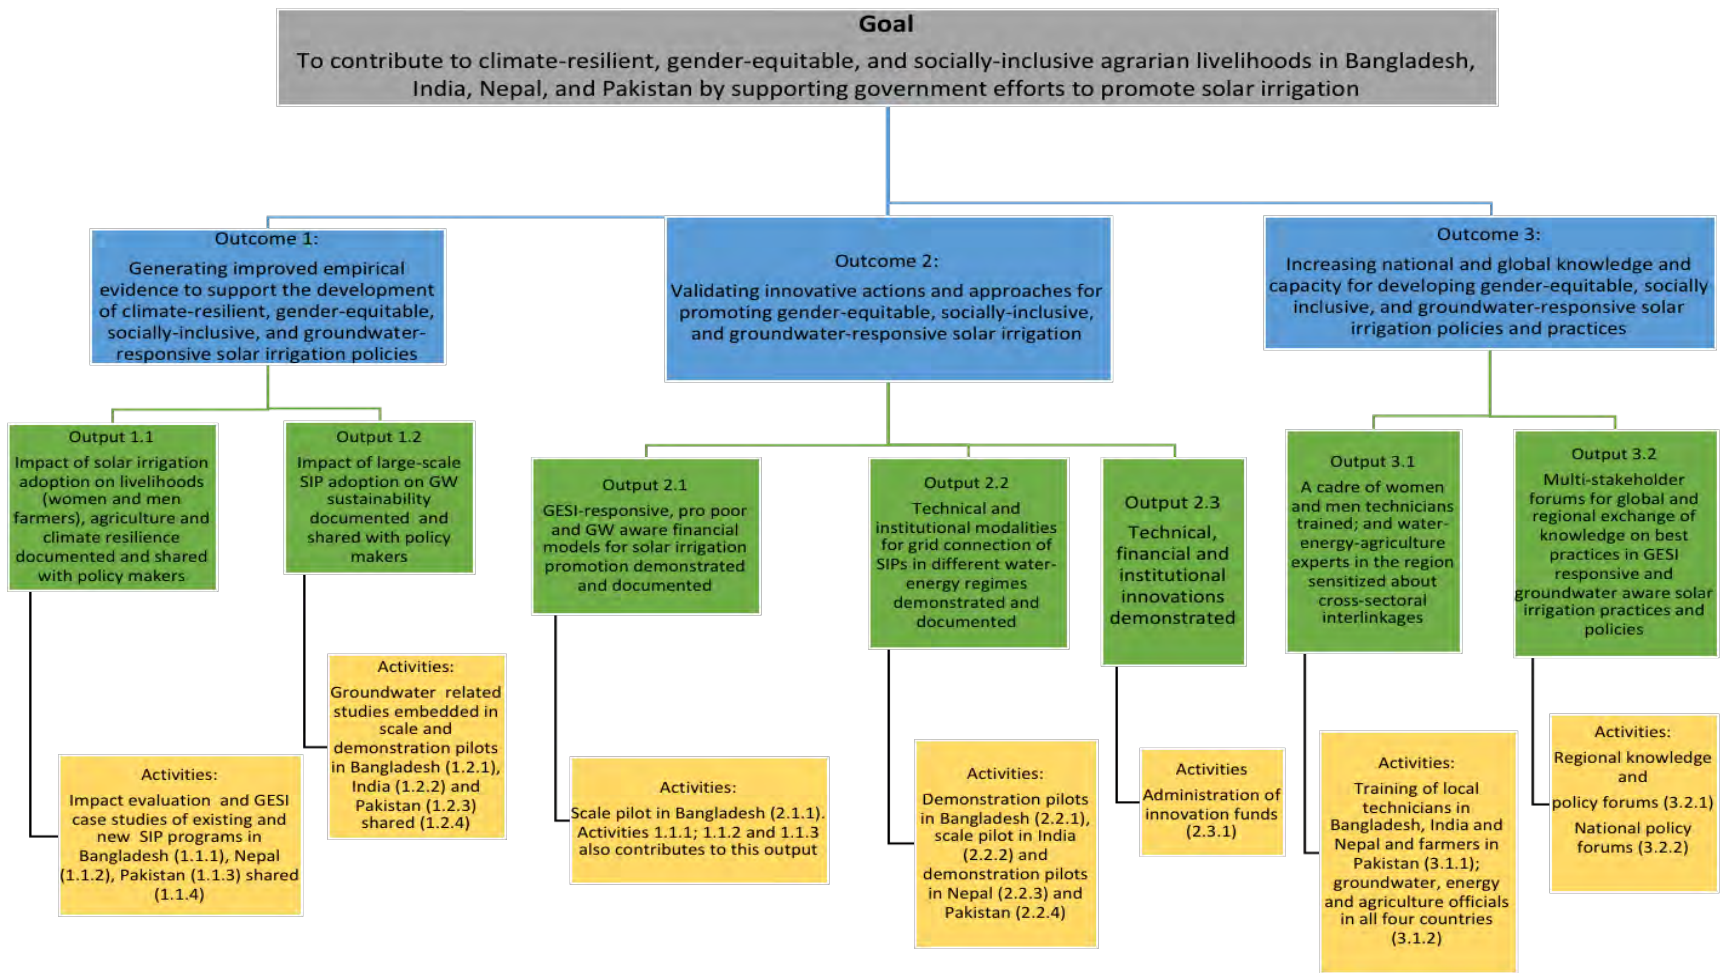 Goal
To contribute to climate-resilient, gender-equitable, and socially-inclusive agrarian livelihoods in Bangladesh,
India, Nepal, and Pakistan by supporting government efforts to promote solar irrigation
Outcome 1:
Generating improved empirical
evidence to support the development
of climate-resilient, gender-equitable,
socially-inclusive, and groundwater-
responsive solar irrigation policies
Outcome 2:
Validating innovative actions and approaches for
promoting gender-equitable, socially-inclusive,
and groundwater-responsive solar irrigation
Outcome 3:
Increasing national and global knowledge and
capacity for developing gender-equitable, socially
inclusive, and groundwater-responsive solar
irrigation policies and practices
Output 1.1
Impact of solar irrigation
adoption on livelihoods
(women and men
farmers), agriculture and
climate resilience
documented and shared
with policy makers
Output 1.2
Impact of large-scale
SIP adoption on GW
sustainability
documented and
shared with policy
makers
Output 2.1
GESI-responsive, pro poor
and GW aware financial
models for solar irrigation
promotion demonstrated
and documented
Output 2.2
Technical and
institutional modalities
for grid connection of
SIPs in different water-
energy regimes
demonstrated and
documented
Output 2.3
Technical,
financial and
institutional
innovations
demonstrated
Output 3.1
A cadre of women
and men technicians
trained; and water-
energy-agriculture
experts in the region
sensitized about
cross-sectoral
interlinkages
Output 3.2
Multi-stakeholder
forums for global and
regional exchange of
knowledge on best
practices in GESI
responsive and
groundwater aware solar
irrigation practices and
policies
Activities:
Impact evaluation and GESI
case studies of existing and
new SIP programs in
Bangladesh (1.1.1), Nepal
(1.1.2), Pakistan (1.1.3) shared
(1.1.4)
Activities:
Groundwater related
studies embedded in
scale and
demonstration pilots
in Bangladesh (1.2.1),
India (1.2.2) and
Pakistan (1.2.3)
shared (1.2.4)
Activities:
Scale pilot in Bangladesh (2.1.1).
Activities 1.1.1; 1.1.2 and 1.1.3
also contributes to this output
Activities:
Demonstration pilots
in Bangladesh (2.2.1),
scale pilot in India
(2.2.2) and
demonstration pilots
in Nepal (2.2.3) and
Pakistan (2.2.4)
Activities
Administration of
innovation funds
(2.3.1)
Activities:
Training of local
technicians in
Bangladesh, India and
Nepal and farmers in
Pakistan (3.1.1);
groundwater, energy
and agriculture officials
in all four countries
(3.1.2)
Activities:
Regional knowledge
and
policy forums (3.2.1)
National policy
forums (3.2.2)